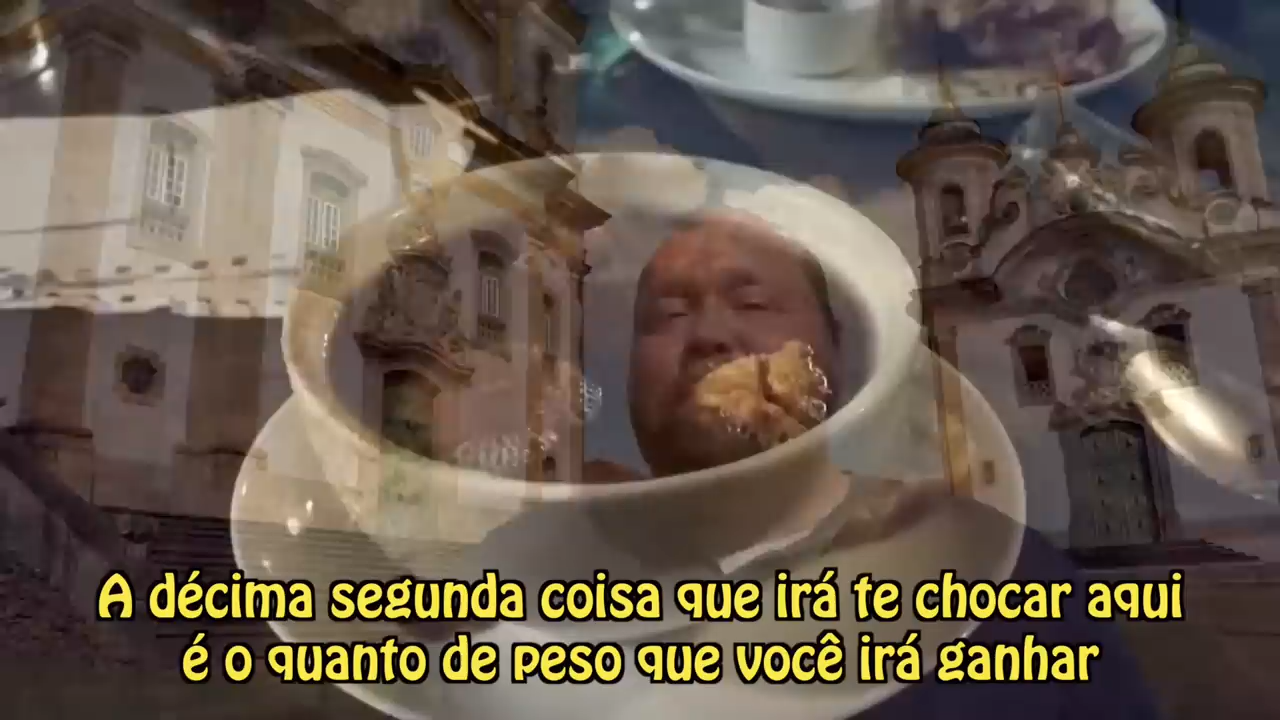 A décima segunda coisa que irá te chocar aqui
é o quanto de peso que você irá ganhar